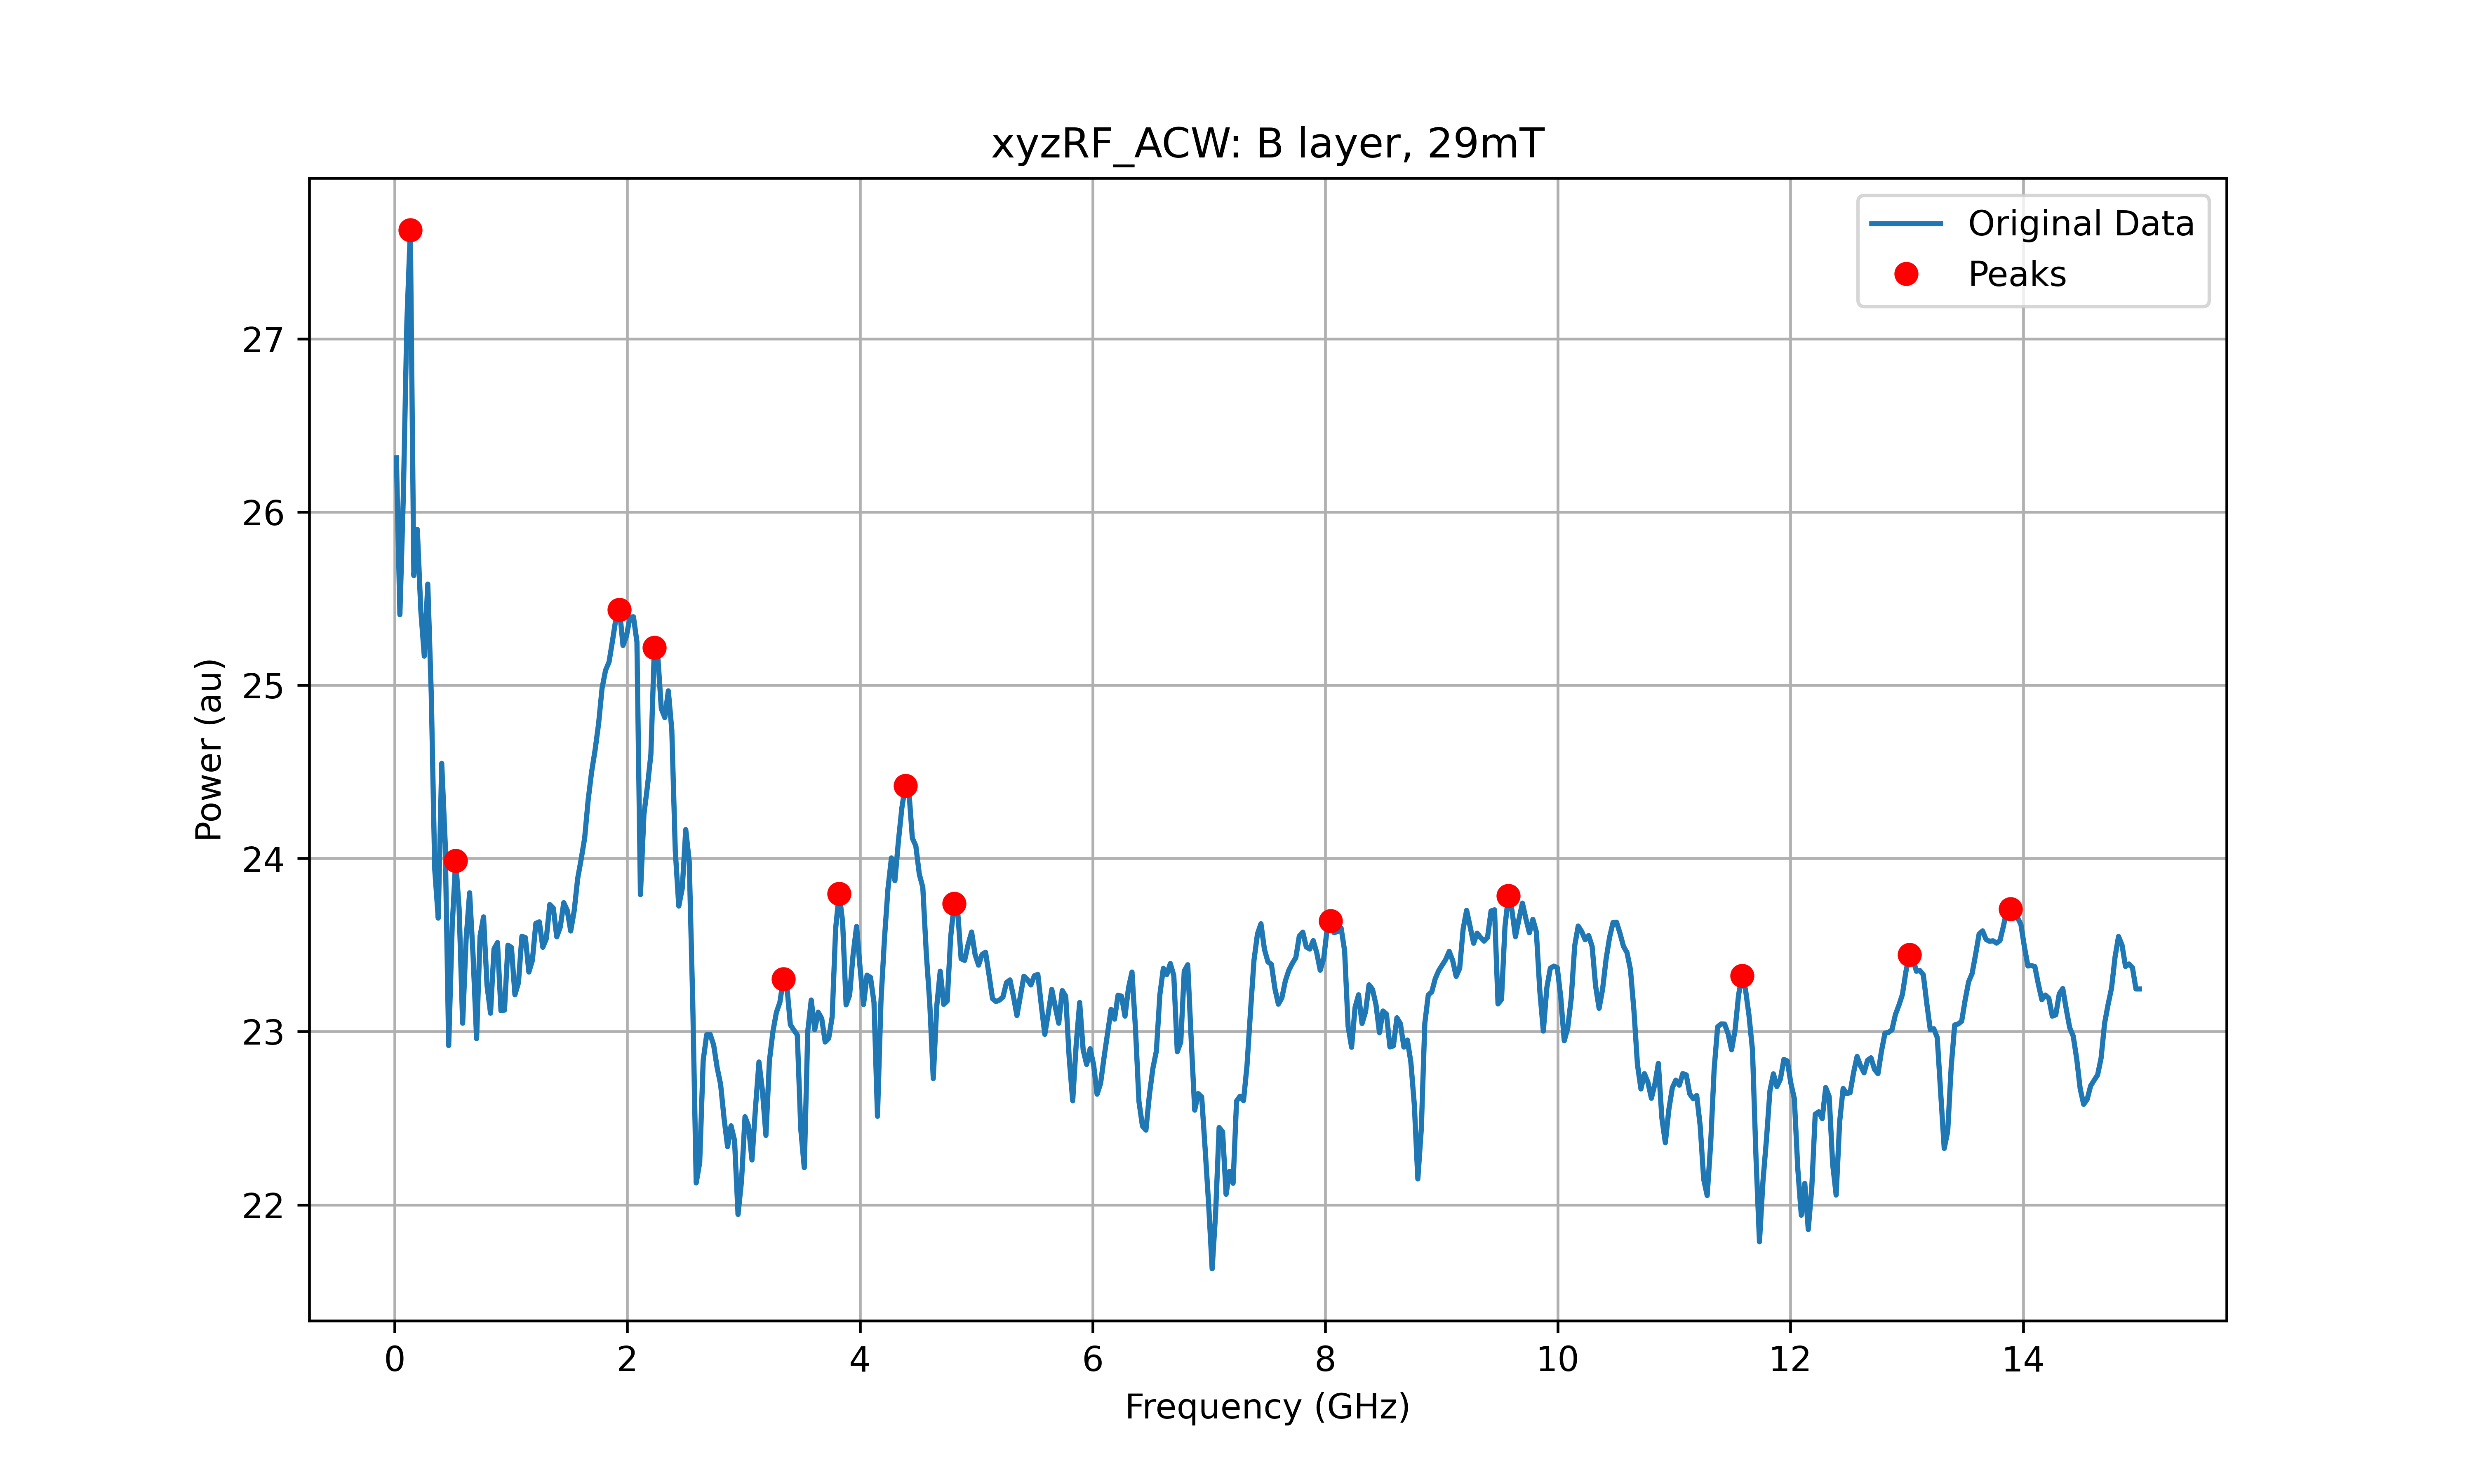 xyzRF_ACW: B layer, 29mT
Original Data
Peaks
27
26
25
24
23
22
Power (au)
0 2 4 6 8 10 12 14
Frequency (GHz)